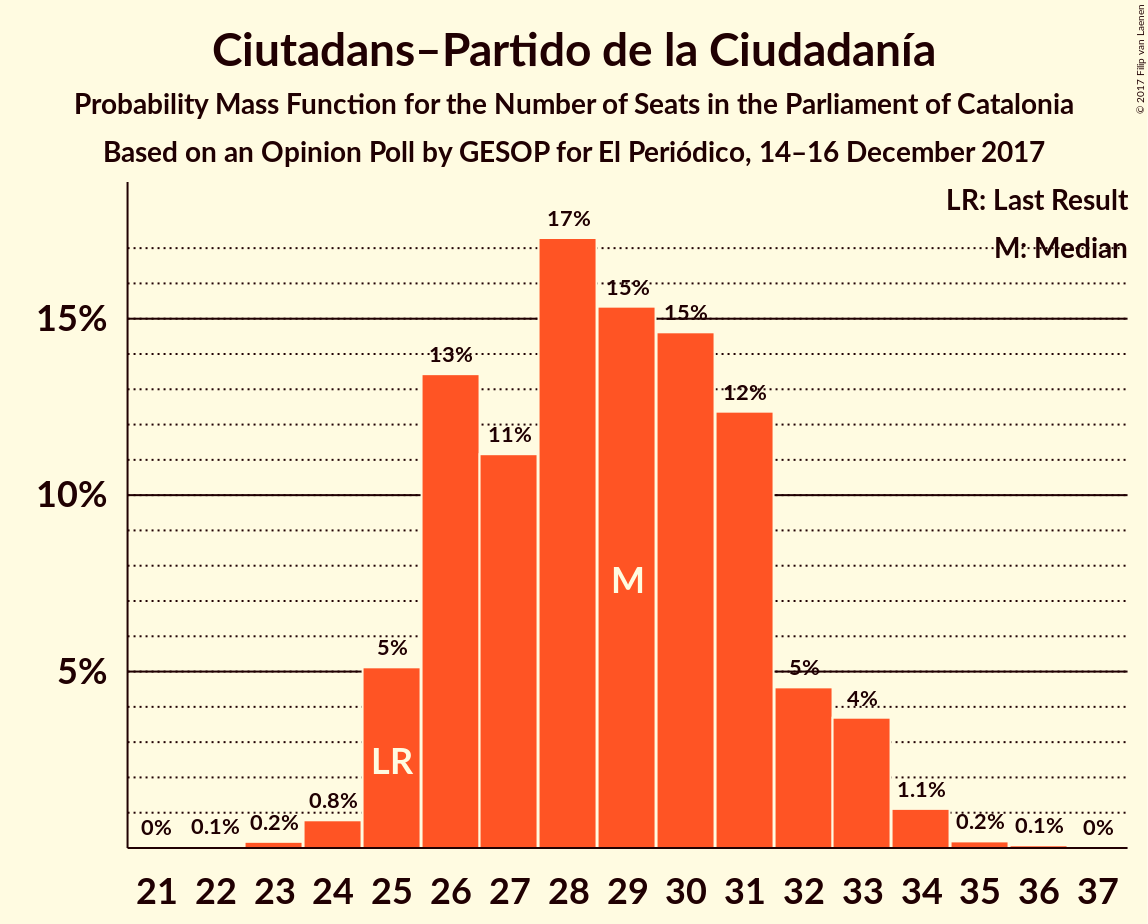 Ciutadans–Partido de la Ciudadanía
Probability Mass Function for the Number of Seats in the Parliament of Catalonia
Based on an Opinion Poll by GESOP for El Periódico, 14–16 December 2017
© 2017 Filip van Laenen
LR: Last Result
M: Median
15%
10%
5%
0%
0.1%
0.2%
0.8%
5%
13%
11%
17%
15%
15%
12%
5%
4%
1.1%
0.2%
0.1%
0%
LR
M
21 22 23 24 25 26 27 28 29 30 31 32 33 34 35 36 37